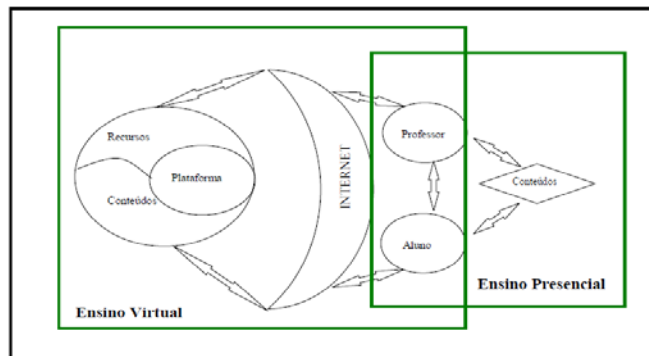 Recursos
Plataforma
Conteúdos
INTERNET
Professor
Aluno
Conteúdos
Ensino Virtual
Ensino Presencial